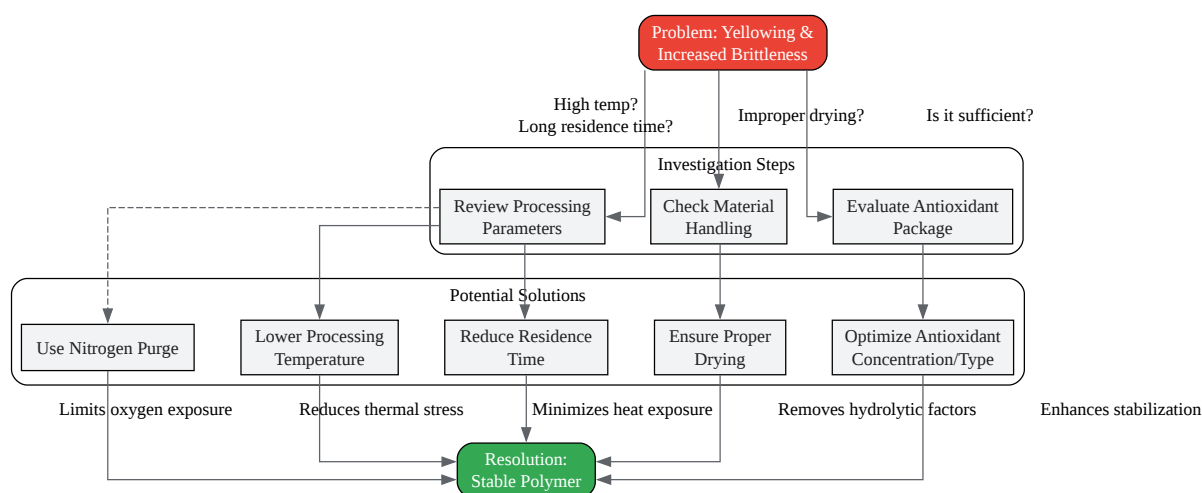 Problem: Yellowing &
Increased Brittleness
High temp?
Long residence time?
Improper drying?
Is it sufficient?
Investigation Steps
Review Processing
Parameters
Check Material
Handling
Evaluate Antioxidant
Package
Potential Solutions
Use Nitrogen Purge
Lower Processing
Temperature
Reduce Residence
Time
Ensure Proper
Drying
Optimize Antioxidant
Concentration/Type
Limits oxygen exposure
Reduces thermal stress
Minimizes heat exposure
Removes hydrolytic factors
Enhances stabilization
Resolution:
Stable Polymer